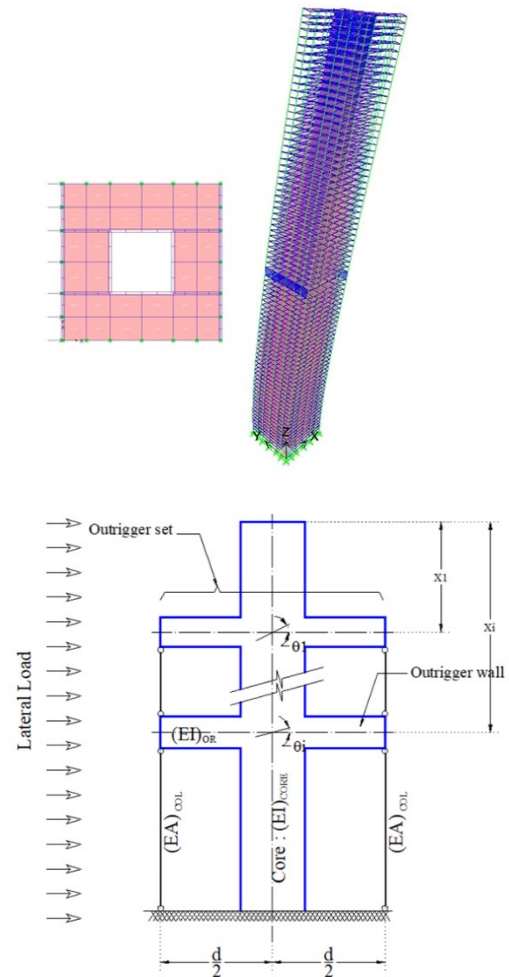 Y
Z
X
Outrigger set
X1
Xi
θ1
Outrigger wall
Lateral Load
(EI)OR
θi
(EA)COL
Core : (EI)CORE
(EA)COL
d
2
d
2